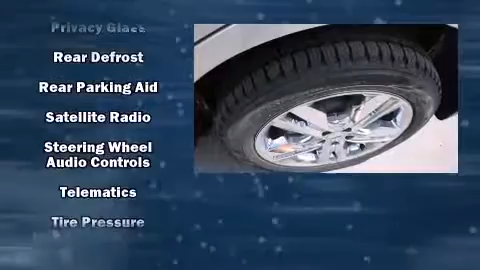 Privacy Glass
Rear Defrost
Rear Parking Aid
Satellite Radio
Steering Wheel
Audio Controls
Telematics
Tire Pressure